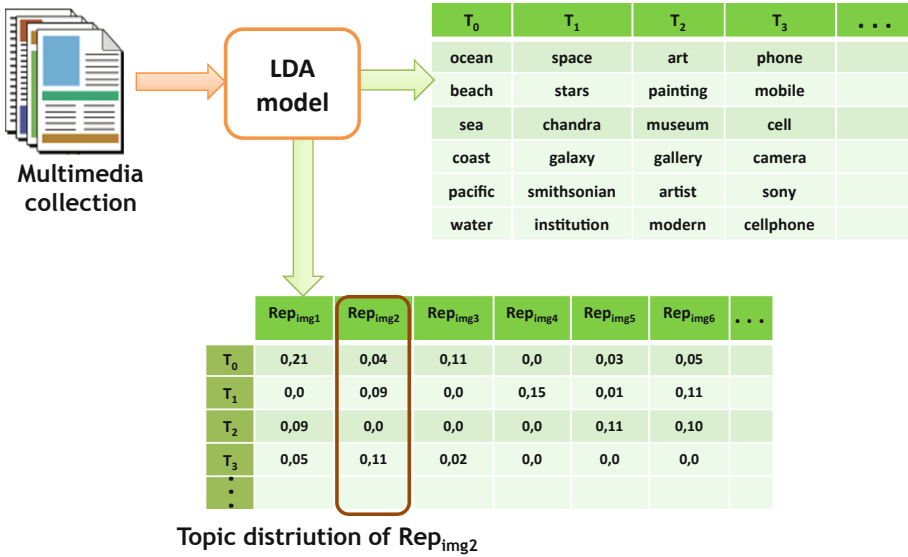 LDA
model
Multimedia
collection
T0 T1 T2 T3 . . .
ocean space art phone
beach stars painting mobile
sea chandra museum cell
coast galaxy gallery camera
pacific smithsonian artist sony
water institution modern cellphone
Repimg1 Repimg2 Repimg3 Repimg4 Repimg5 Repimg6 . . .
T0 0,21 0,04 0,11 0,0 0,03 0,05
T1 0,0 0,09 0,0 0,15 0,01 0,11
T2 0,09 0,0 0,0 0,0 0,11 0,10
T3 0,05 0,11 0,02 0,0 0,0 0,0
. . .
Topic distriution of Repimg2